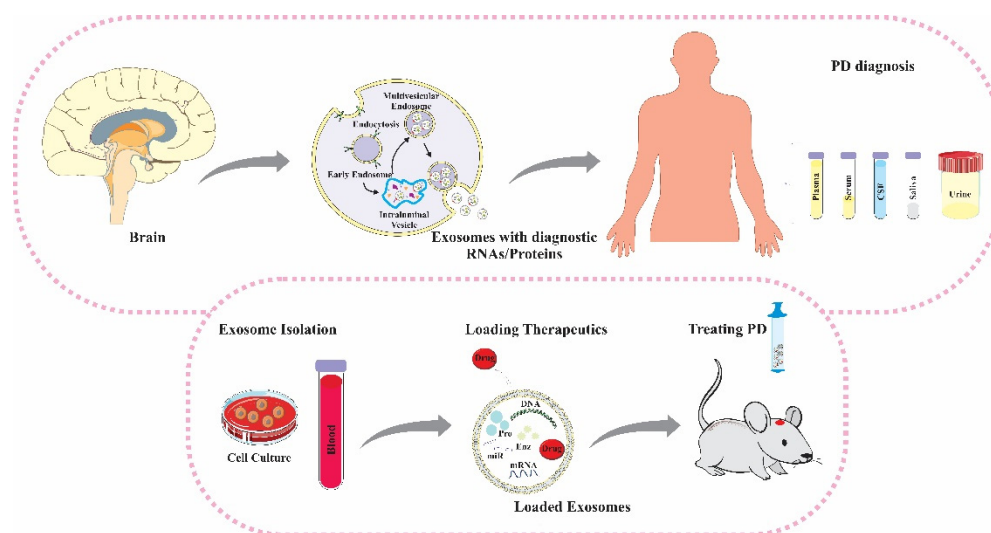 PD diagnosis
Multivesicular
Endosome
Endocytosis
Early Endosome
Intraluminal
Vesicle
Brain
Exosomes with diagnostic
RNAs/Proteins
Plasma
Serum
CSF
Saliva
Urine
Exosome Isolation
Loading Therapeutics
Treating PD
Drug
DNA
Pro
Enz
miR
Drug
mRNA
Cell Culture
Blood
Loaded Exosomes